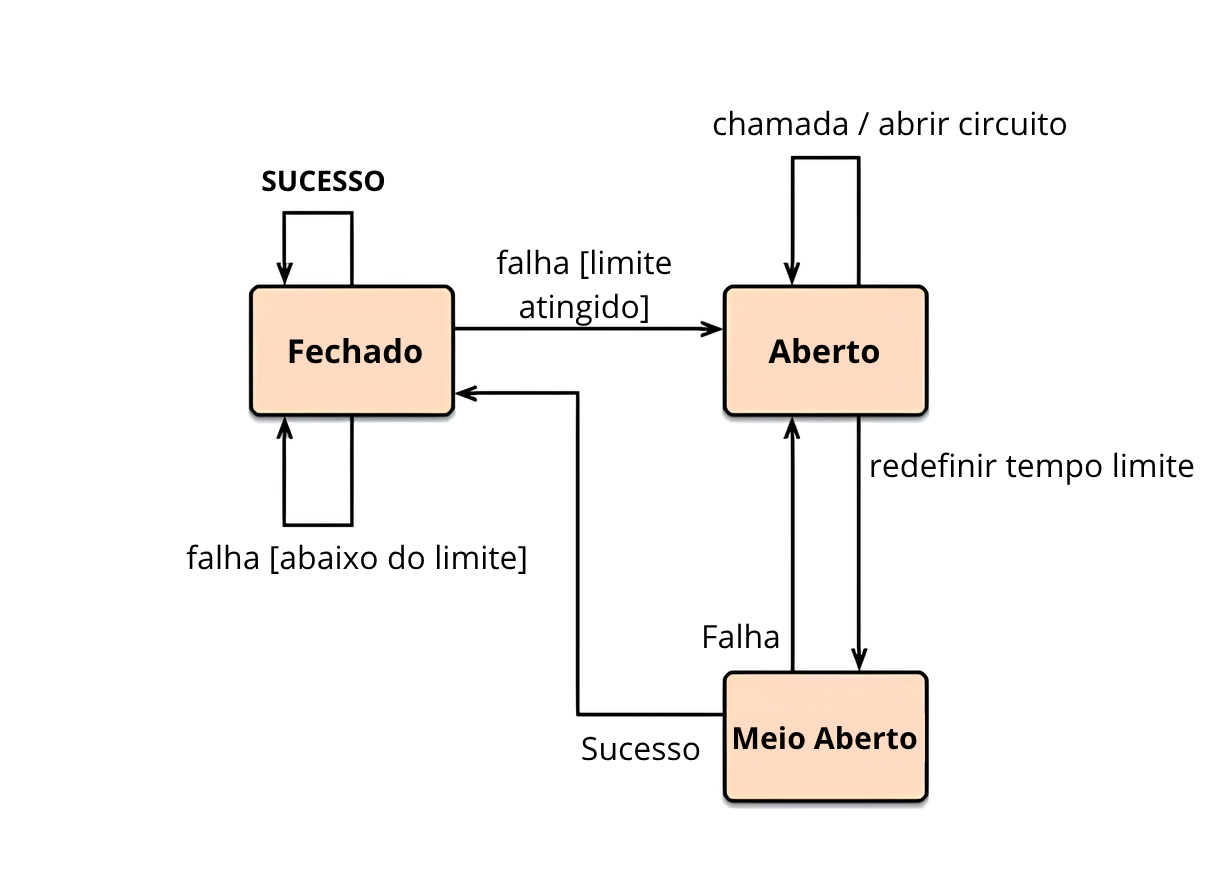 chamada / abrir circuito
SUCESSO
falha [limite
atingido]
Fechado
Aberto
redefinir tempo limite
falha [abaixo do limite]
Falha
Meio Aberto
Sucesso